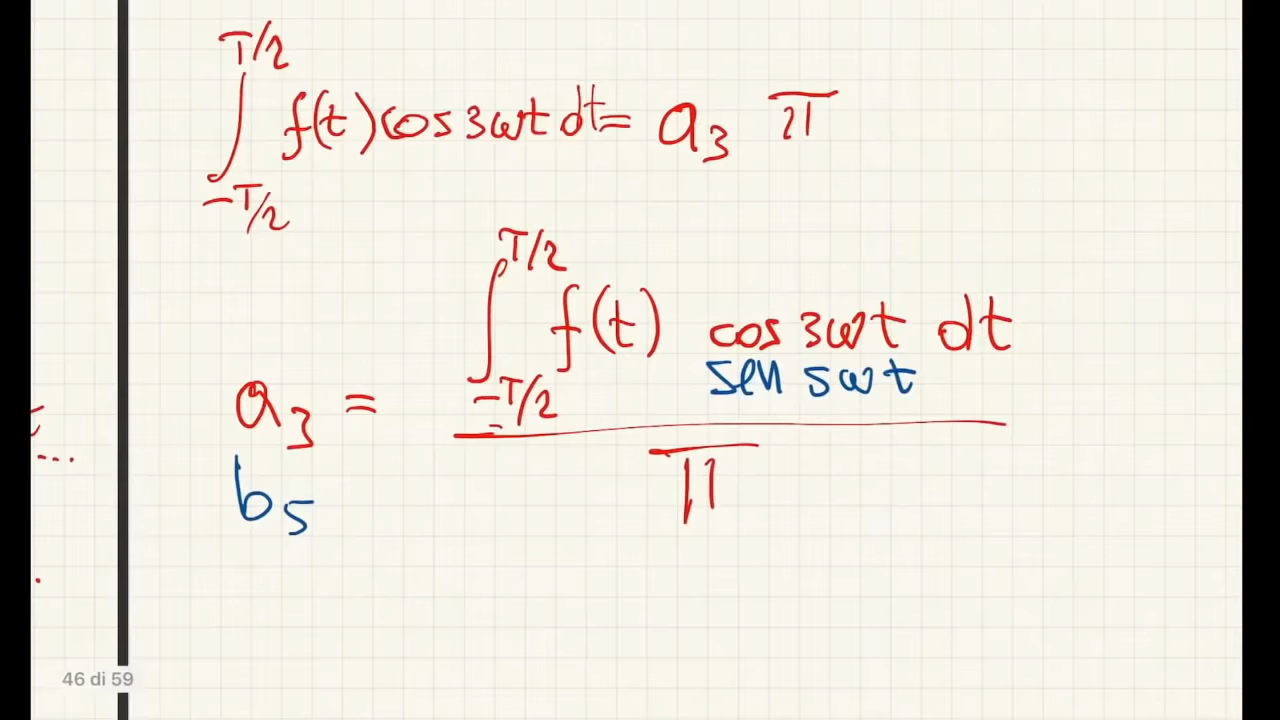 ∫_{-T/2}^{T/2} f(t) cos 3ωt dt = a₃ π
a₃ = ∫_{-T/2}^{T/2} f(t) cos 3ωt dt / π
sen 5ωt
b₅
46 di 59